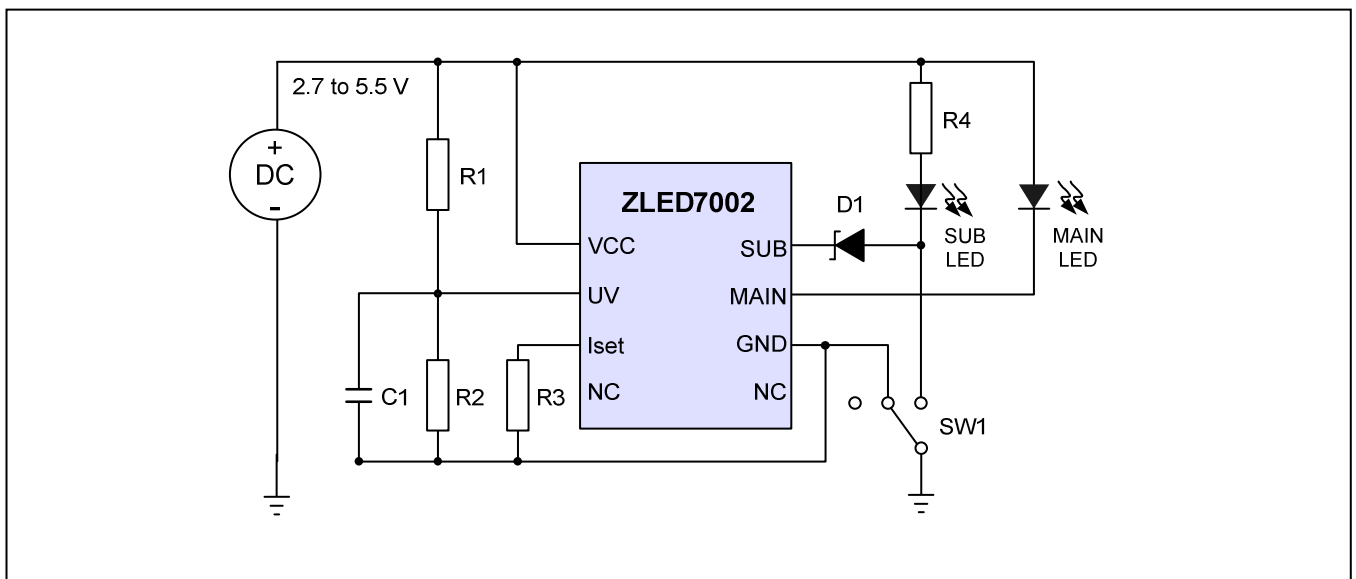 2.7 to 5.5 V
+
DC
-
R1
R4
ZLED7002
D1
VCC
SUB
SUB
LED
MAIN
LED
UV
MAIN
Iset
GND
C1
R2
R3
NC
NC
SW1